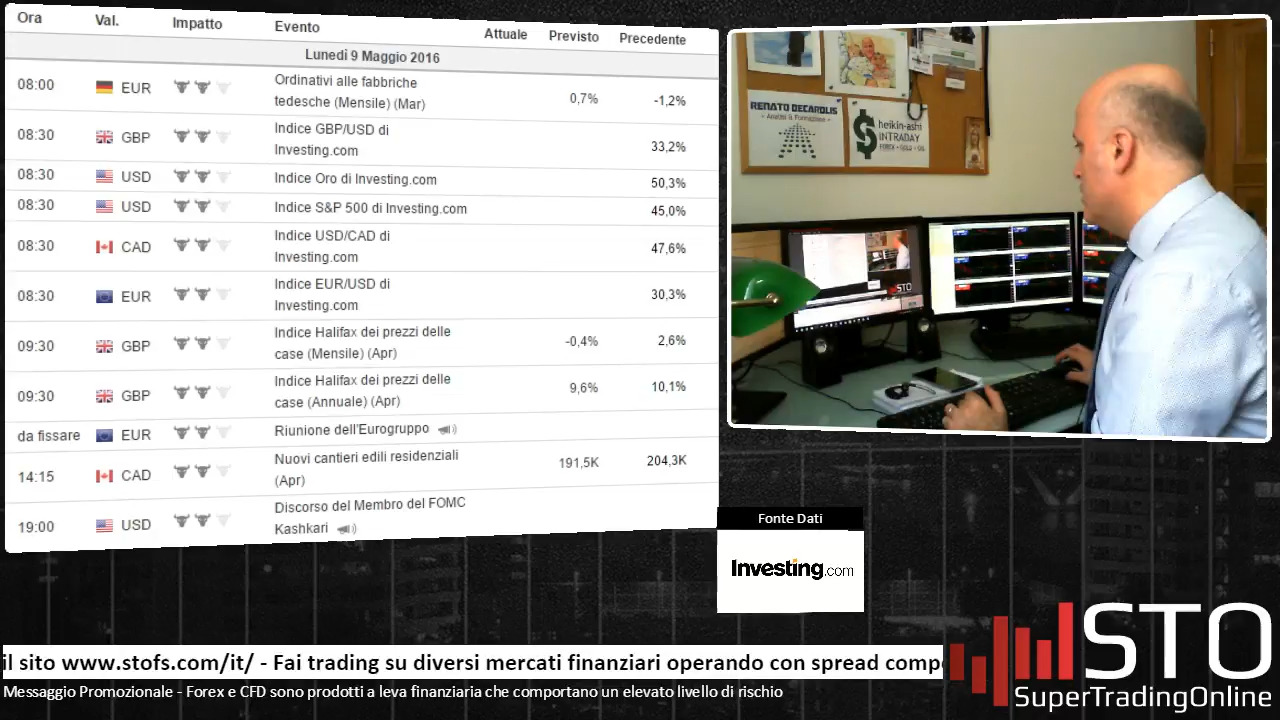 Ora Val. Impatto Evento Attuale Previsto Precedente
Lunedì 9 Maggio 2016
08:00 EUR Ordinativi alle fabbriche
tedesche (Mensile) (Mar) 0,7% -1,2%
08:30 GBP Indice GBP/USD di
Investing.com 33,2%
08:30 USD Indice Oro di Investing.com 50,3%
08:30 USD Indice S&P 500 di Investing.com 45,0%
08:30 CAD Indice USD/CAD di
Investing.com 47,6%
08:30 EUR Indice EUR/USD di
Investing.com 30,3%
09:30 GBP Indice Halifax dei prezzi delle
case (Mensile) (Apr) -0,4% 2,6%
09:30 GBP Indice Halifax dei prezzi delle
case (Annuale) (Apr) 9,6% 10,1%
da fissare EUR Riunione dell'Eurogruppo
14:15 CAD Nuovi cantieri edili residenziali
(Apr) 191,5K 204,3K
19:00 USD Discorso del Membro del FOMC
Kashkari
RENATO DECAROLIS
Analisi & Formazione
heikin-ashi
INTRADAY
FOREX - GOLD - OIL
STO
Fonte Dati
Investing.com
il sito www.stofs.com/it/ - Fai trading su diversi mercati finanziari operando con spread comp
Messaggio Promozionale - Forex e CFD sono prodotti a leva finanziaria che comportano un elevato livello di rischio
STO
SuperTradingOnline